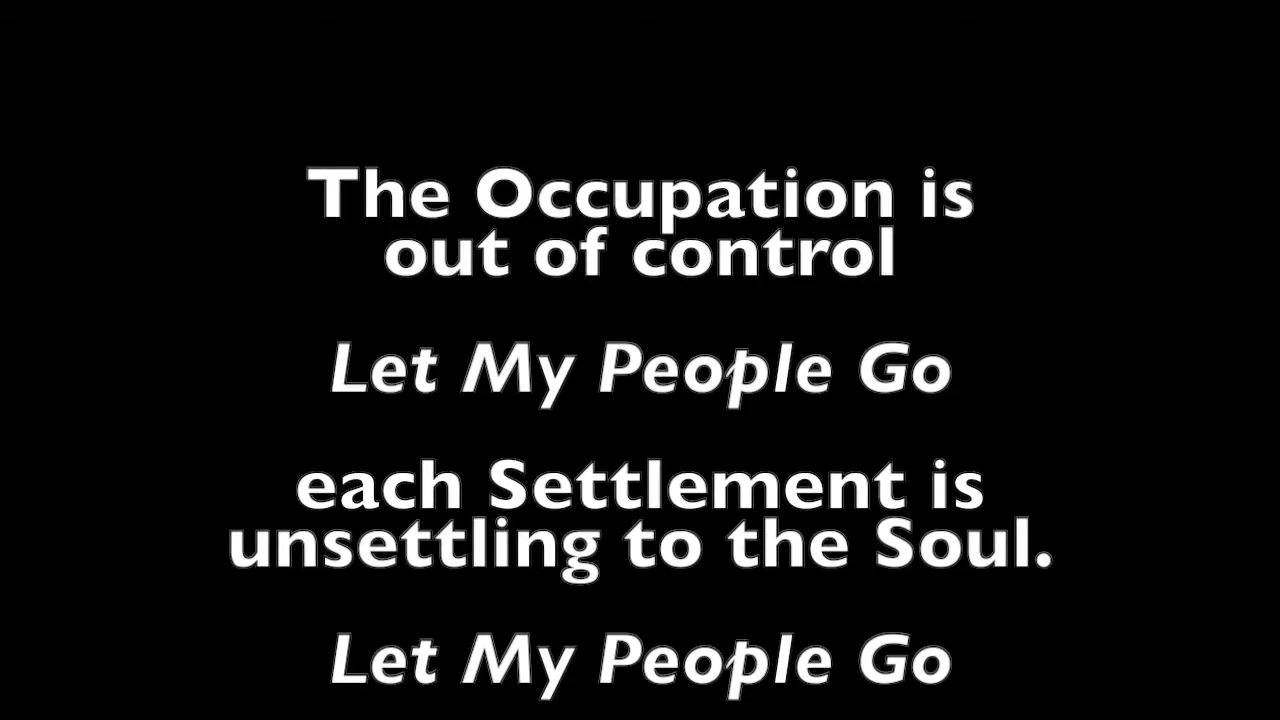 The Occupation is
out of control
Let My People Go
each Settlement is
unsettling to the Soul.
Let My People Go